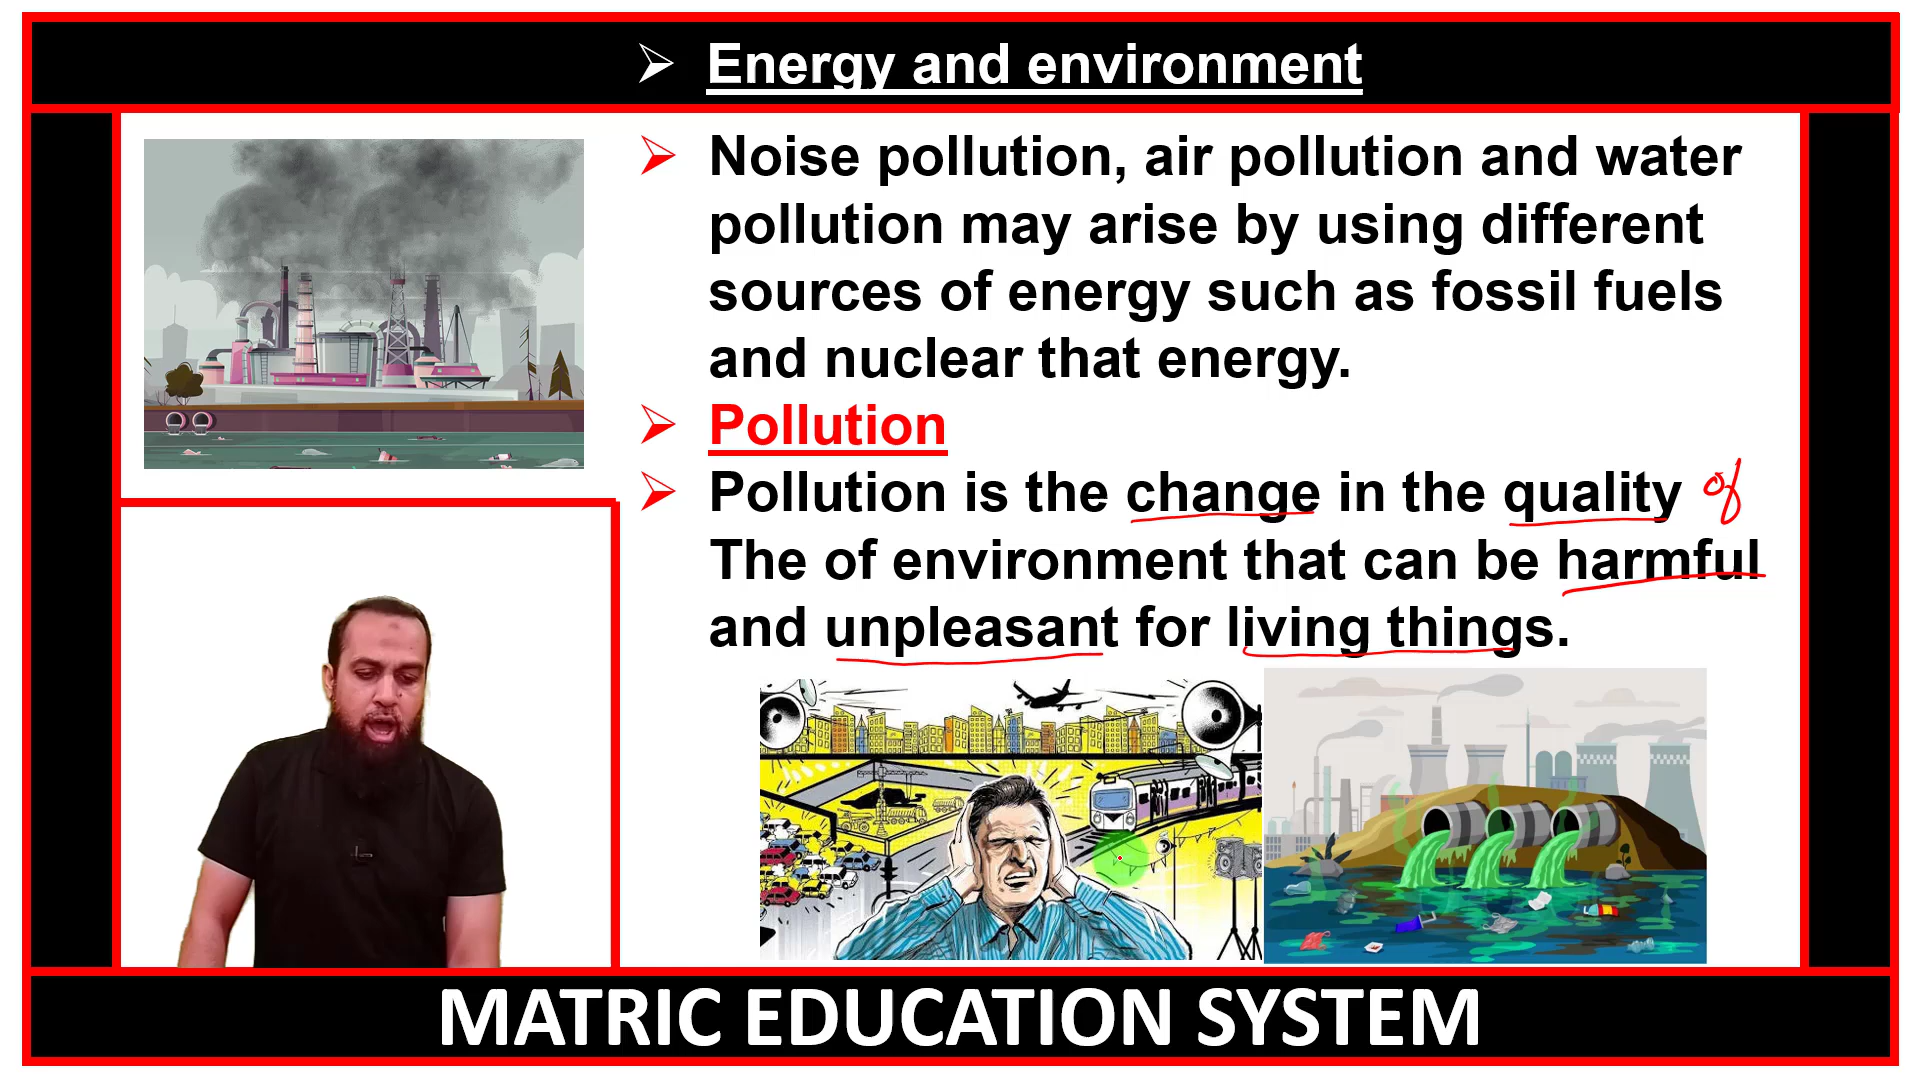 ➢ Energy and environment
➢ Noise pollution, air pollution and water
pollution may arise by using different
sources of energy such as fossil fuels
and nuclear that energy.
➢ Pollution
➢ Pollution is the change in the quality of
The of environment that can be harmful
and unpleasant for living things.
MATRIC EDUCATION SYSTEM